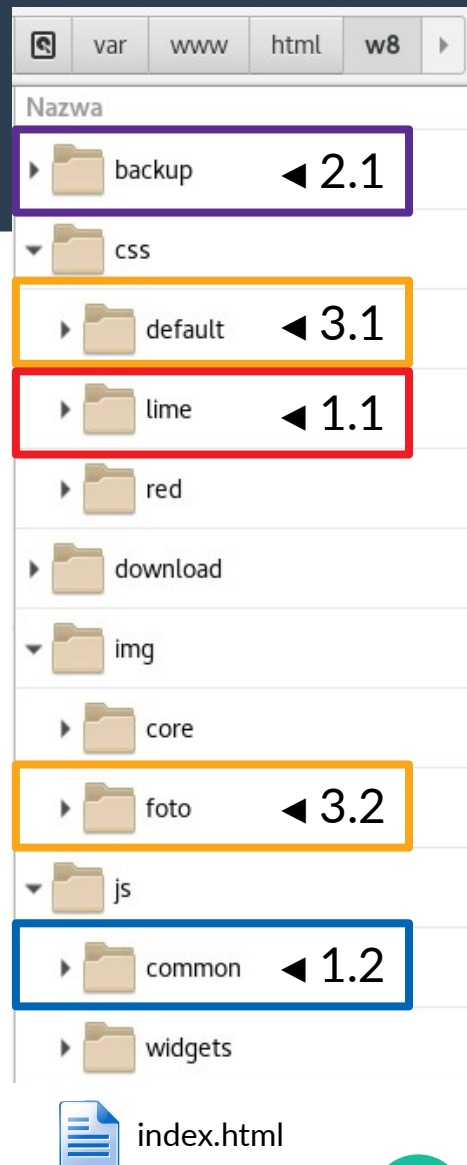 var www html w8
Nazwa
backup ◄ 2.1
css
default ◄ 3.1
lime ◄ 1.1
red
download
img
core
foto ◄ 3.2
js
common ◄ 1.2
widgets
index.html